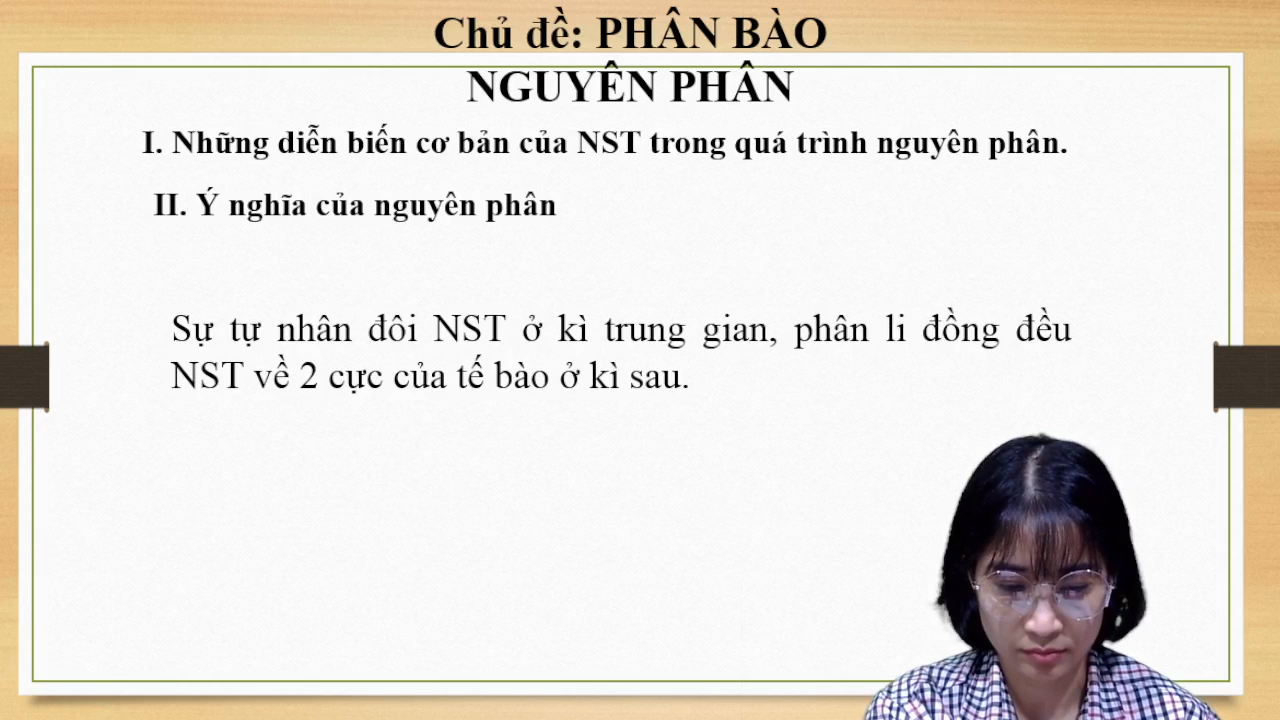 Chủ đề: PHÂN BÀO
NGUYÊN PHÂN
I. Những diễn biến cơ bản của NST trong quá trình nguyên phân.
II. Ý nghĩa của nguyên phân
Sự tự nhân đôi NST ở kì trung gian, phân li đồng đều
NST về 2 cực của tế bào ở kì sau.